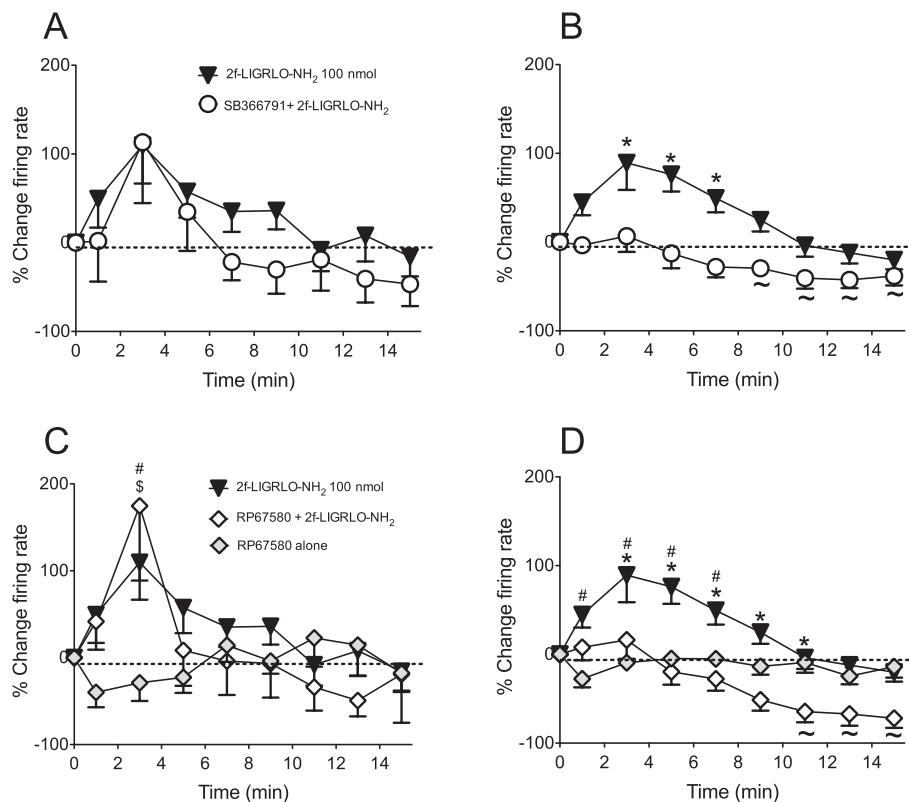 A
200
100
0
-100
% Change firing rate
2f-LIGRLO-NH2 100 nmol
SB366791+ 2f-LIGRLO-NH2
0 2 4 6 8 10 12 14
Time (min)
B
200
100
0
-100
% Change firing rate
* * *
~ ~ ~ ~
0 2 4 6 8 10 12 14
Time (min)
C
200
100
0
-100
% Change firing rate
#
$
2f-LIGRLO-NH2 100 nmol
RP67580 + 2f-LIGRLO-NH2
RP67580 alone
0 2 4 6 8 10 12 14
Time (min)
D
200
100
0
-100
% Change firing rate
# # # #
* * * * *
~ ~ ~
0 2 4 6 8 10 12 14
Time (min)